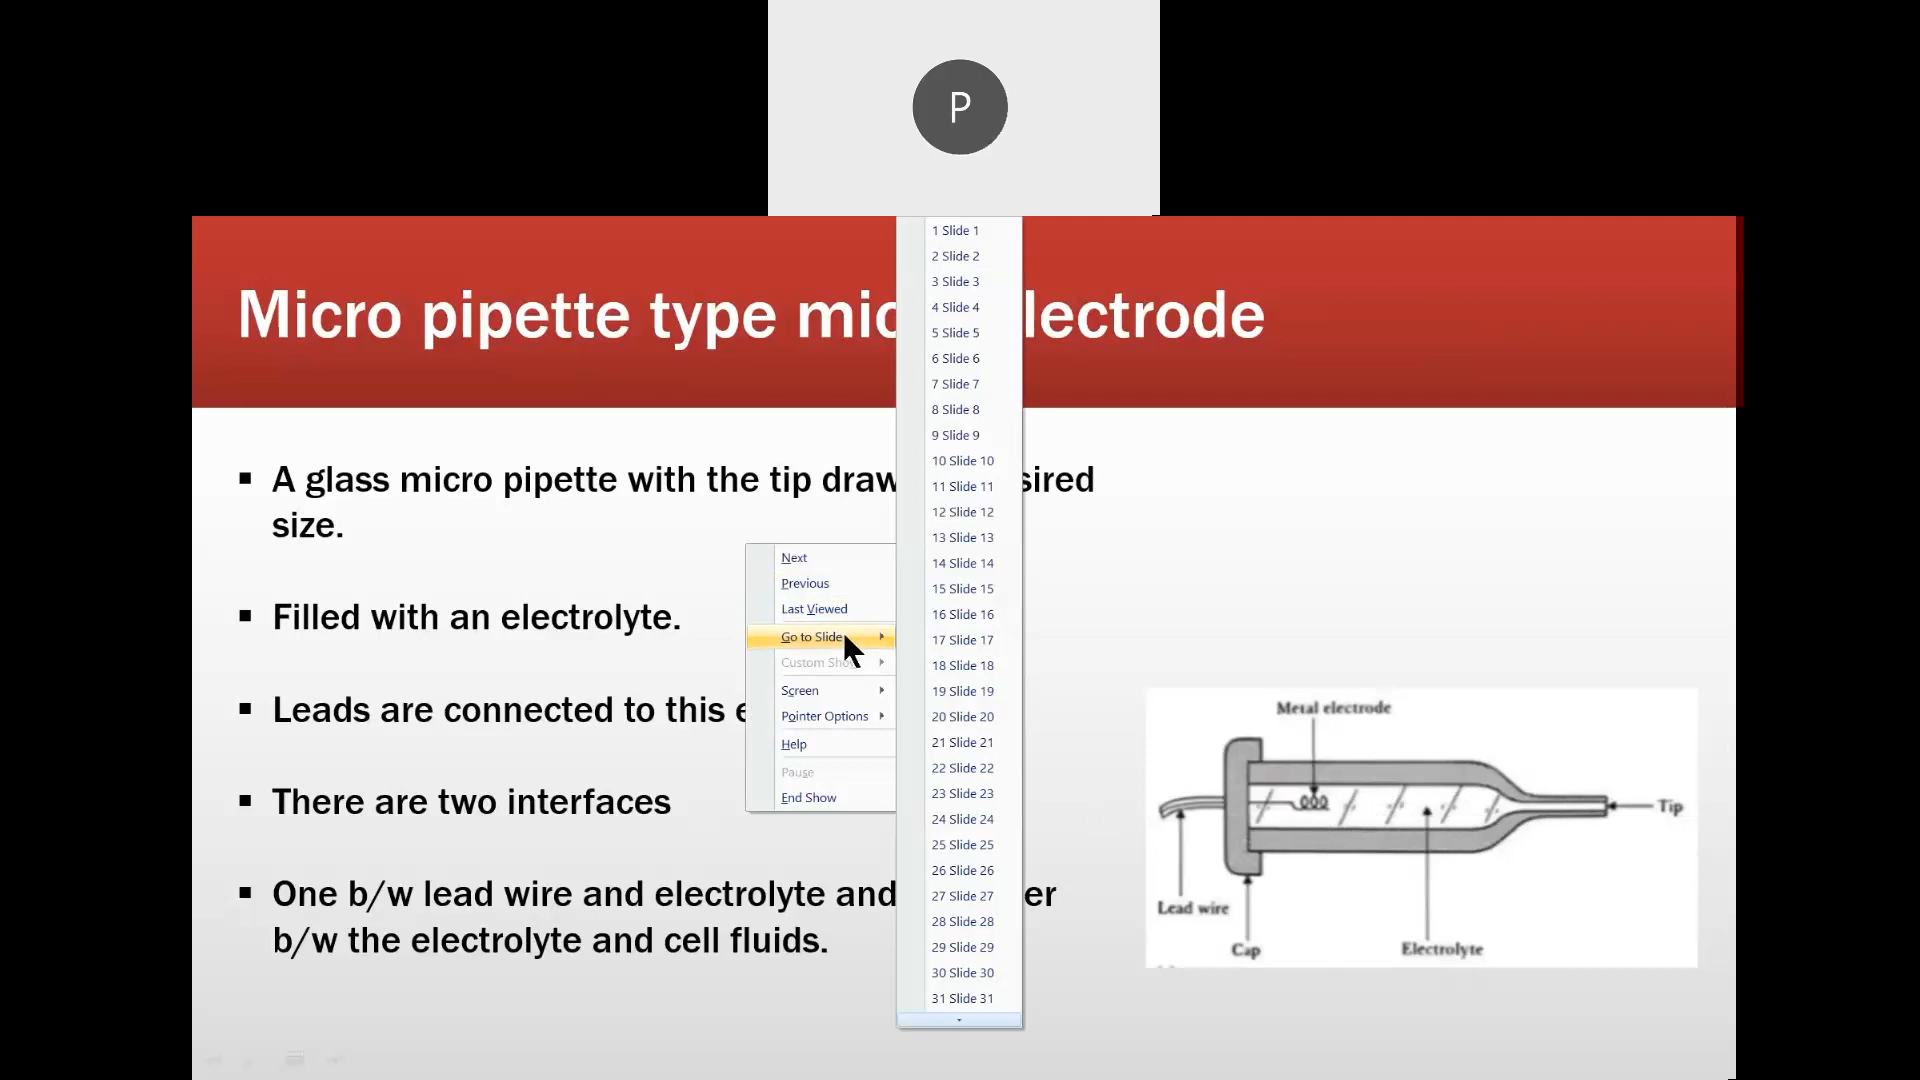 P
Micro pipette type mic lectrode
A glass micro pipette with the tip draw sired
size.
Filled with an electrolyte.
Leads are connected to this e
There are two interfaces
One b/w lead wire and electrolyte and er
b/w the electrolyte and cell fluids.
Next
Previous
Last Viewed
Go to Slide
Custom Sho
Screen
Pointer Options
Help
Pause
End Show
1 Slide 1
2 Slide 2
3 Slide 3
4 Slide 4
5 Slide 5
6 Slide 6
7 Slide 7
8 Slide 8
9 Slide 9
10 Slide 10
11 Slide 11
12 Slide 12
13 Slide 13
14 Slide 14
15 Slide 15
16 Slide 16
17 Slide 17
18 Slide 18
19 Slide 19
20 Slide 20
21 Slide 21
22 Slide 22
23 Slide 23
24 Slide 24
25 Slide 25
26 Slide 26
27 Slide 27
28 Slide 28
29 Slide 29
30 Slide 30
31 Slide 31
Metal electrode
Tip
Lead wire
Cap
Electrolyte